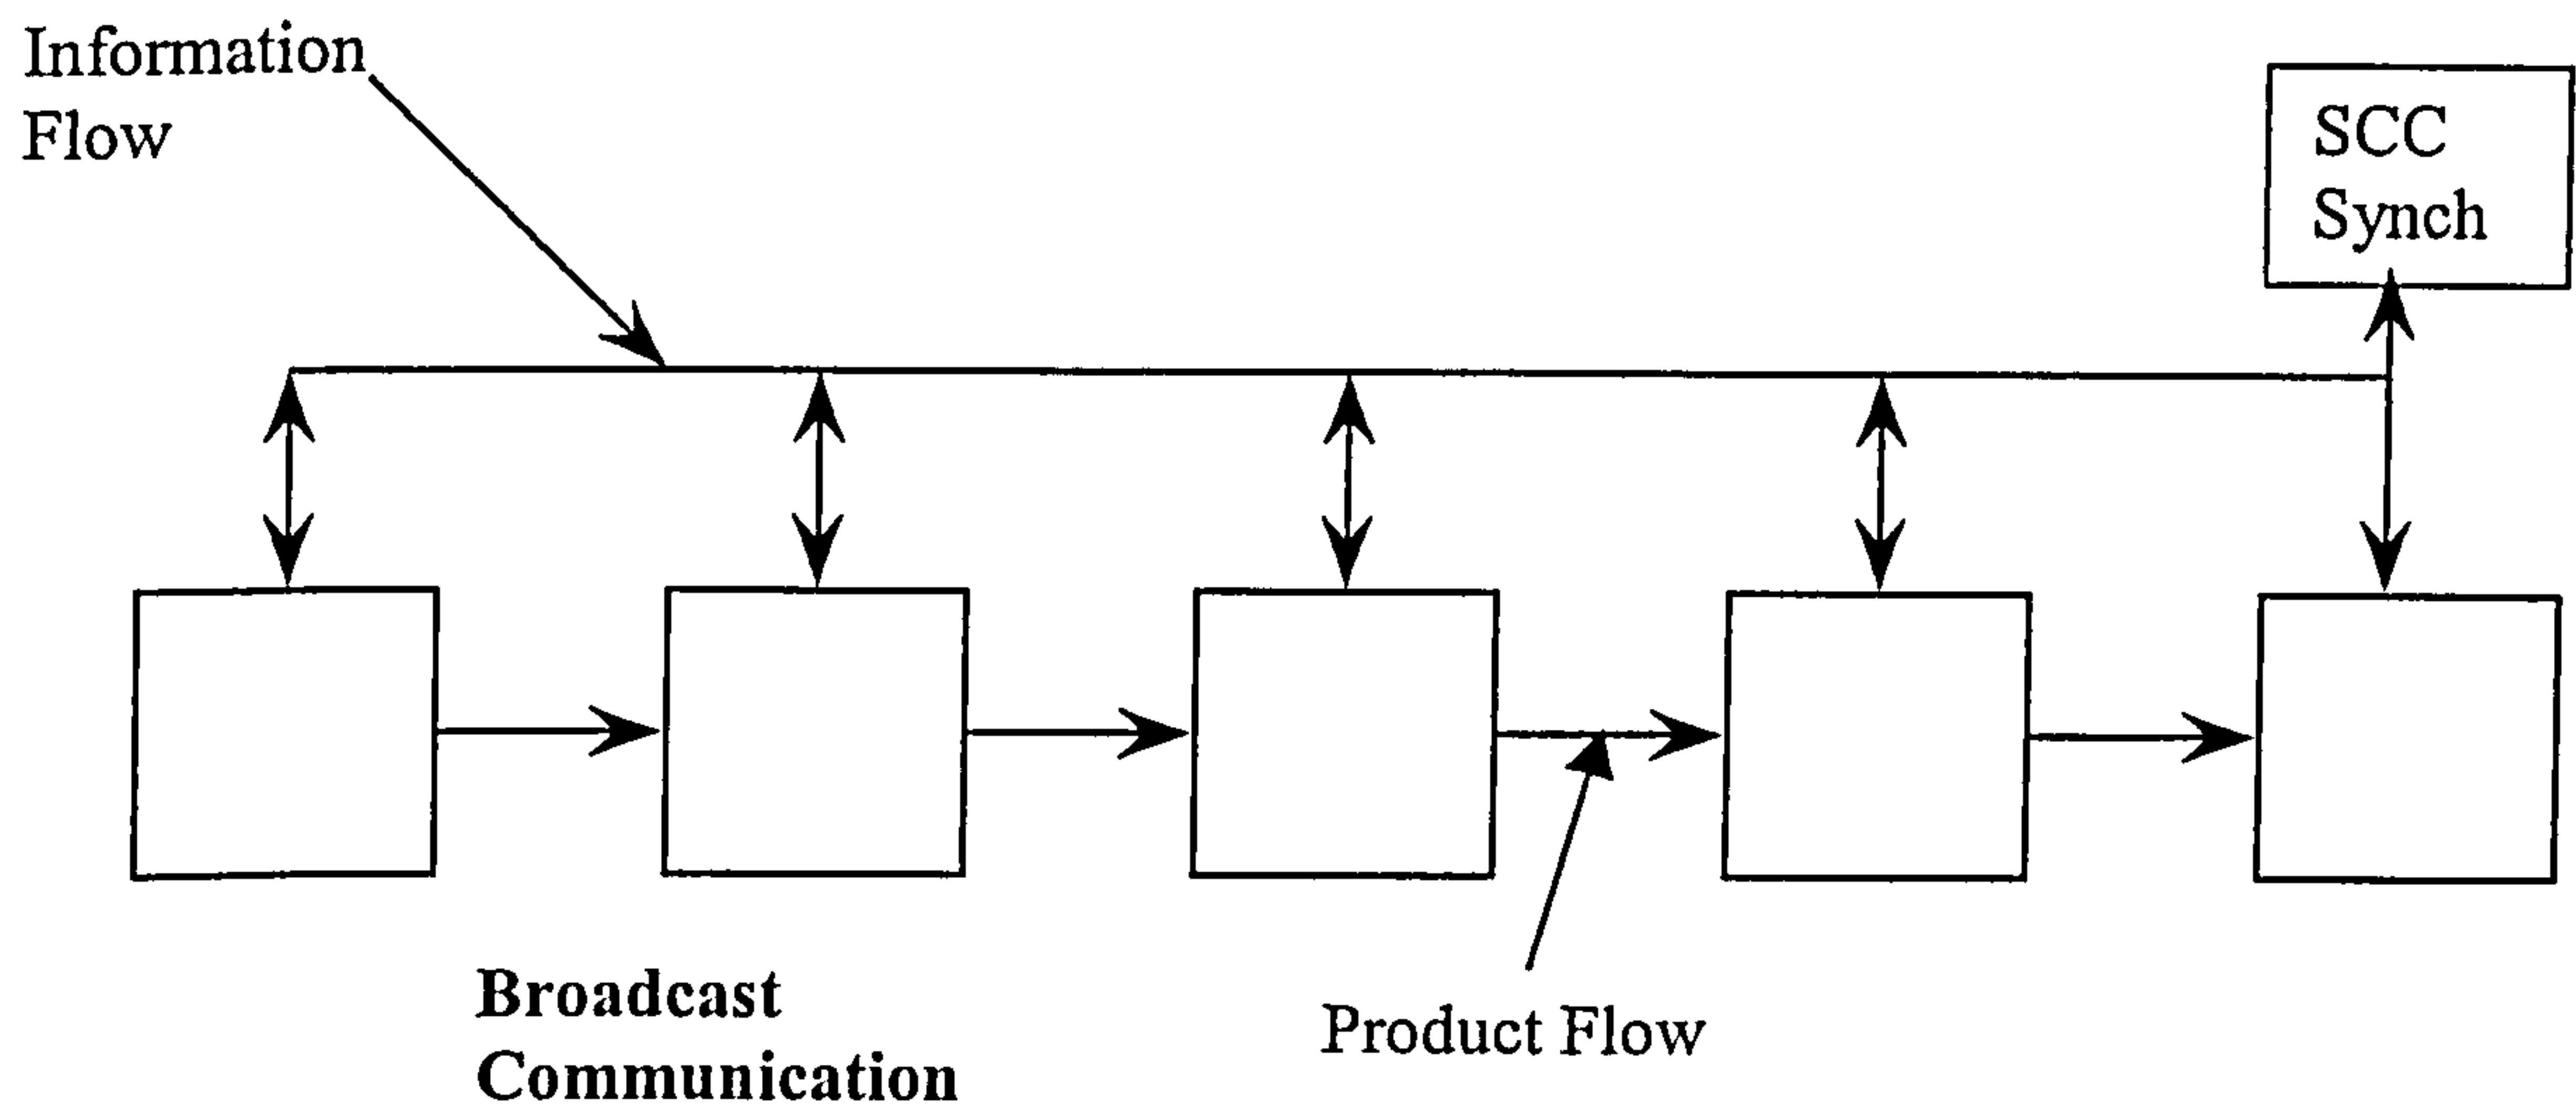 Information
Flow
SCC
Synch
Broadcast
Communication
Product Flow